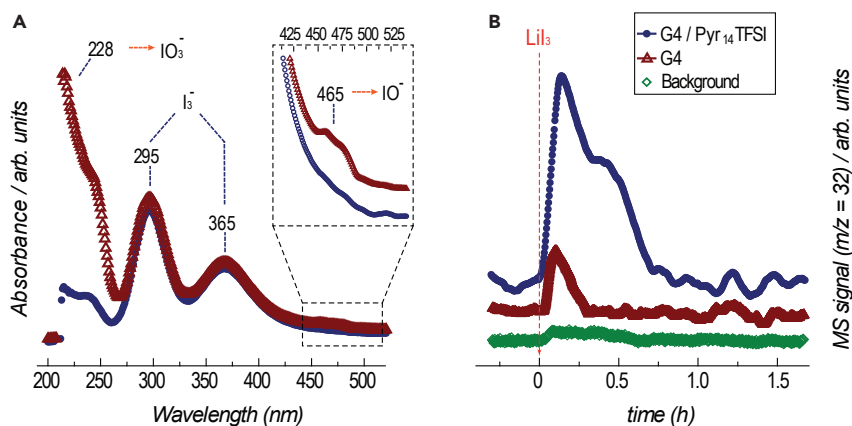 A
228 ----> IO₃⁻
I₃⁻
295
365
425 450 475 500 525
465 ----> IO⁻
Absorbance / arb. units
200 250 300 350 400 450 500
Wavelength (nm)
B
LiI₃
G4 / Pyr₁₄TFSI
G4
Background
MS signal (m/z = 32) / arb. units
0 0.5 1.0 1.5
time (h)